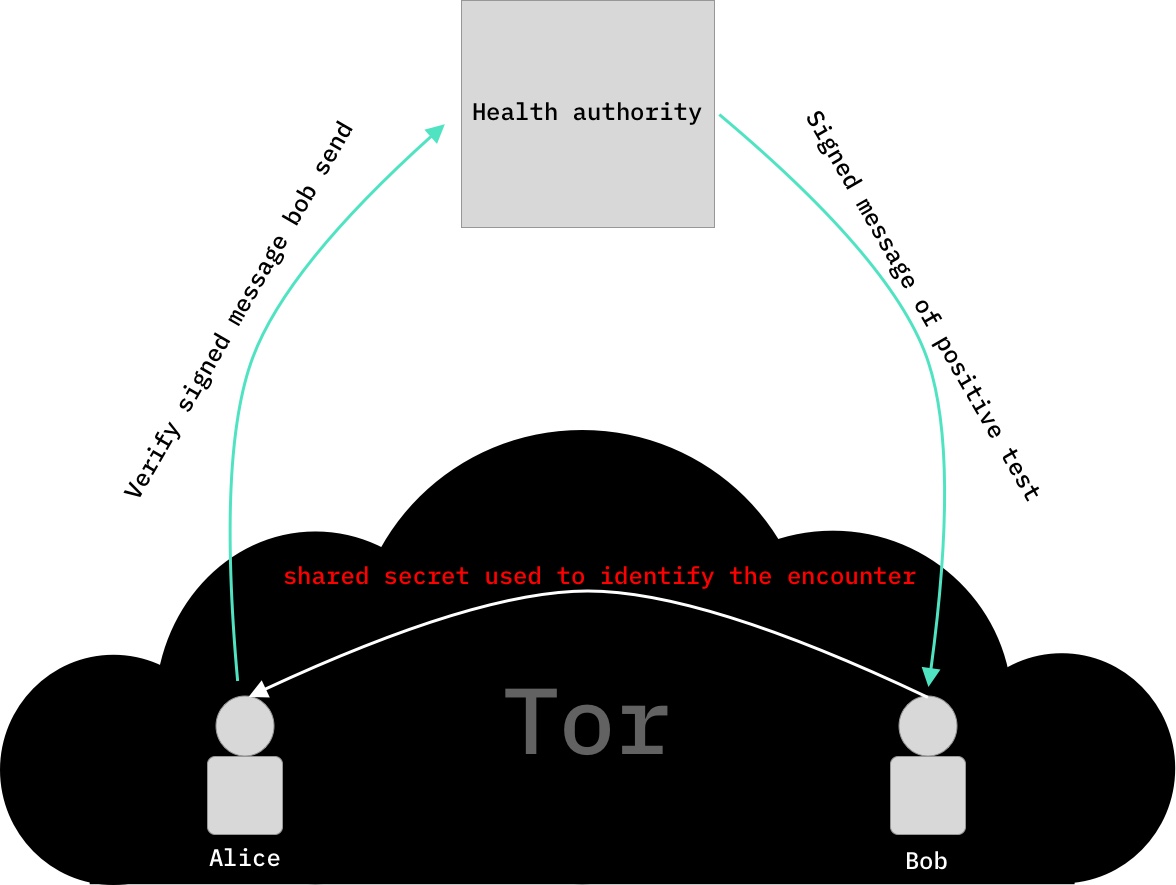 Health authority
Verify signed message bob send
Signed message of positive test
shared secret used to identify the encounter
Tor
Alice
Bob